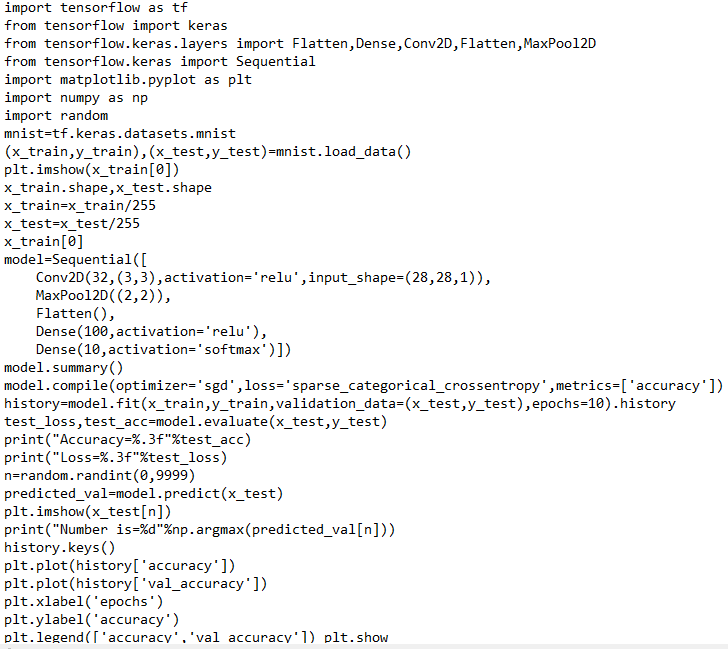 import tensorflow as tf
from tensorflow import keras
from tensorflow.keras.layers import Flatten,Dense,Conv2D,Flatten,MaxPool2D
from tensorflow.keras import Sequential
import matplotlib.pyplot as plt
import numpy as np
import random
mnist=tf.keras.datasets.mnist
(x_train,y_train),(x_test,y_test)=mnist.load_data()
plt.imshow(x_train[0])
x_train.shape,x_test.shape
x_train=x_train/255
x_test=x_test/255
x_train[0]
model=Sequential([
    Conv2D(32,(3,3),activation='relu',input_shape=(28,28,1)),
    MaxPool2D((2,2)),
    Flatten(),
    Dense(100,activation='relu'),
    Dense(10,activation='softmax')])
model.summary()
model.compile(optimizer='sgd',loss='sparse_categorical_crossentropy',metrics=['accuracy'])
history=model.fit(x_train,y_train,validation_data=(x_test,y_test),epochs=10).history
test_loss,test_acc=model.evaluate(x_test,y_test)
print("Accuracy=%.3f"%test_acc)
print("Loss=%.3f"%test_loss)
n=random.randint(0,9999)
predicted_val=model.predict(x_test)
plt.imshow(x_test[n])
print("Number is=%d"%np.argmax(predicted_val[n]))
history.keys()
plt.plot(history['accuracy'])
plt.plot(history['val_accuracy'])
plt.xlabel('epochs')
plt.ylabel('accuracy')
plt.legend(['accuracy','val_accuracy']) plt.show